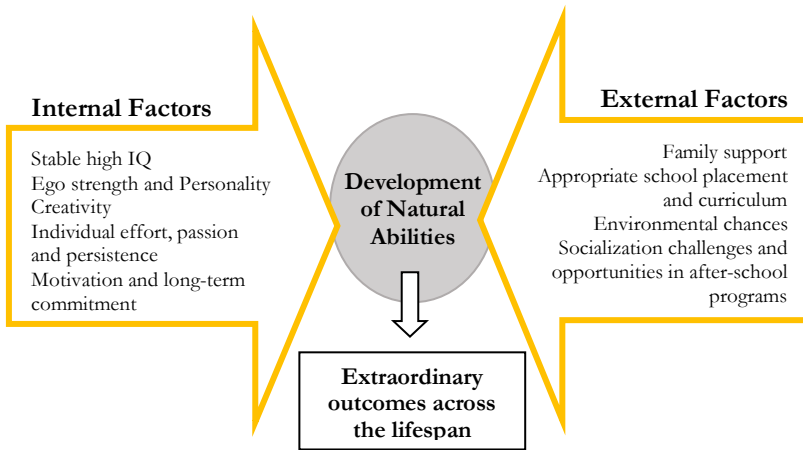 Internal Factors
Stable high IQ
Ego strength and Personality
Creativity
Individual effort, passion
and persistence
Motivation and long-term
commitment
Development
of Natural
Abilities
Extraordinary
outcomes across
the lifespan
External Factors
Family support
Appropriate school placement
and curriculum
Environmental chances
Socialization challenges and
opportunities in after-school
programs